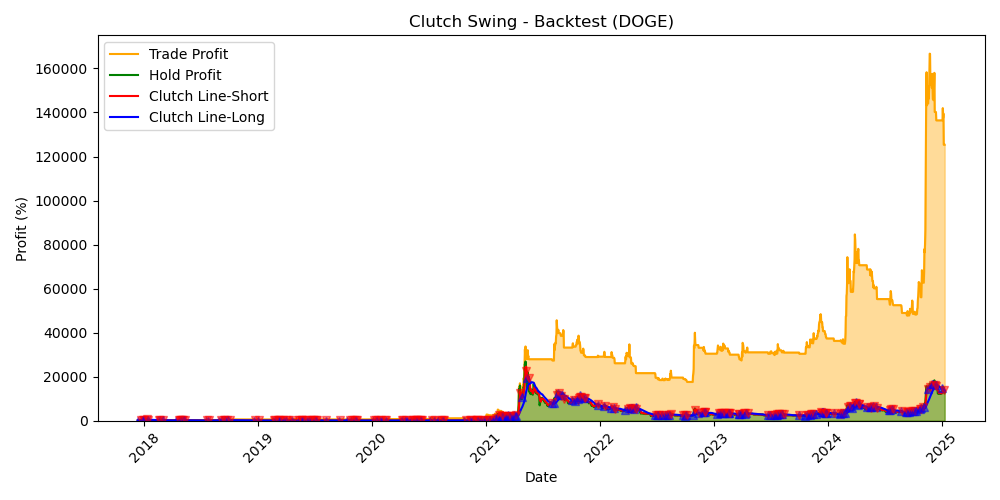 Clutch Swing - Backtest (DOGE)
Trade Profit
Hold Profit
Clutch Line-Short
Clutch Line-Long
Profit (%)
160000
140000
120000
100000
80000
60000
40000
20000
0
2018
2019
2020
2021
2022
2023
2024
2025
Date